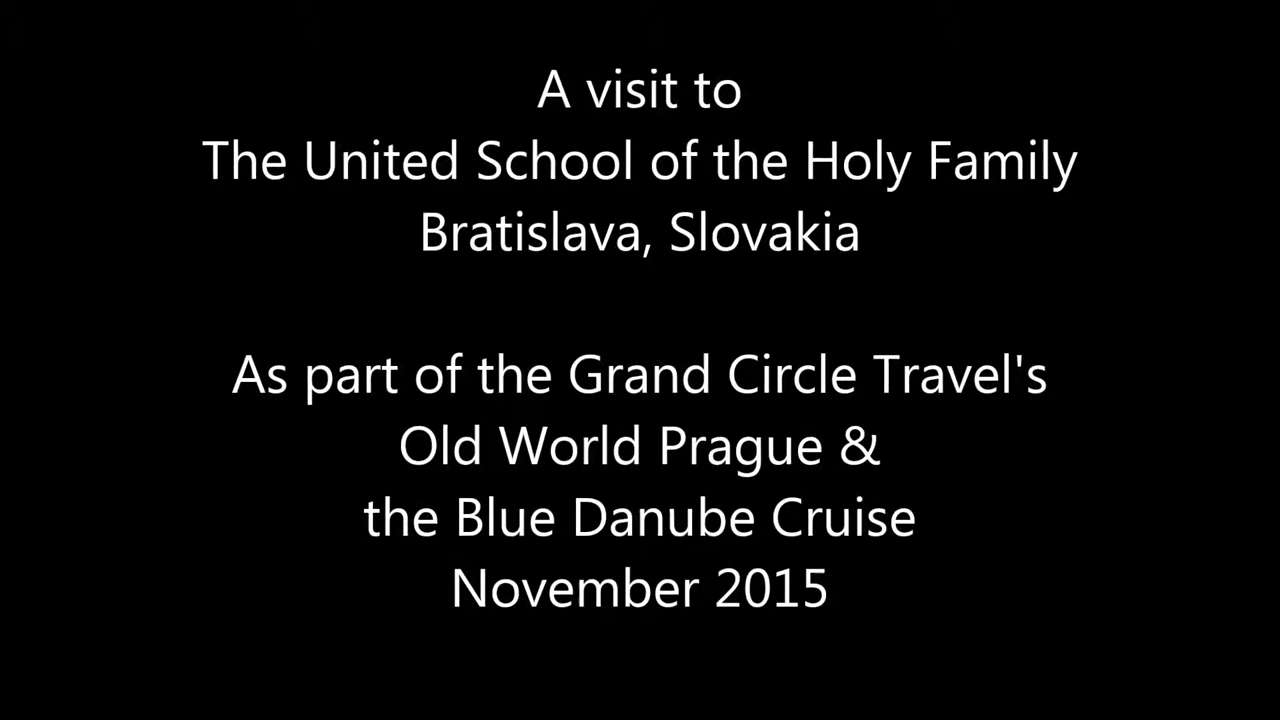 A visit to
The United School of the Holy Family
Bratislava, Slovakia
As part of the Grand Circle Travel's
Old World Prague &
the Blue Danube Cruise
November 2015